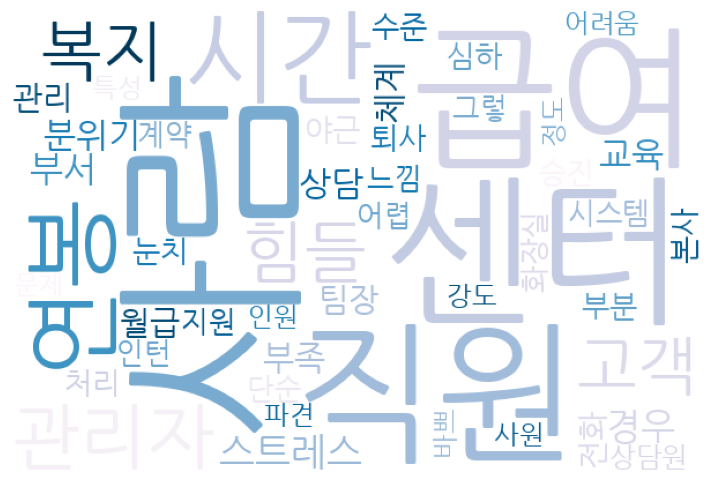 복지
시간
급여
수준
어려움
심하
체계
관리
특성
그렇
분위기
계약
야근
퇴사
정도
교육
부서
사람
상담
느낌
승진
센터
어렵
시스템
본사
연봉
눈치
힘들
화장실
문제
월급지원
인원
팀장
강도
부분
인턴
부족
직원
고객
처리
단순
관리자
파견
바쁘
사원
전화
경우
스트레스
상담원